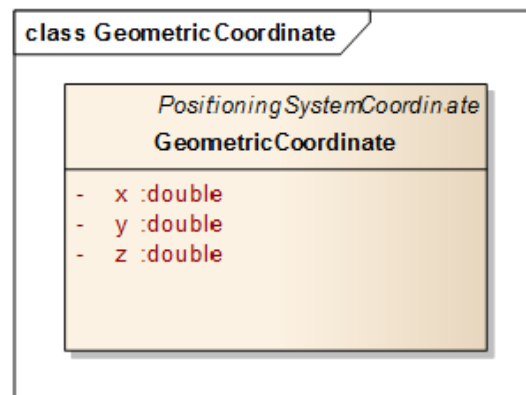 class GeometricCoordinate
PositioningSystemCoordinate
GeometricCoordinate
- x :double
- y :double
- z :double